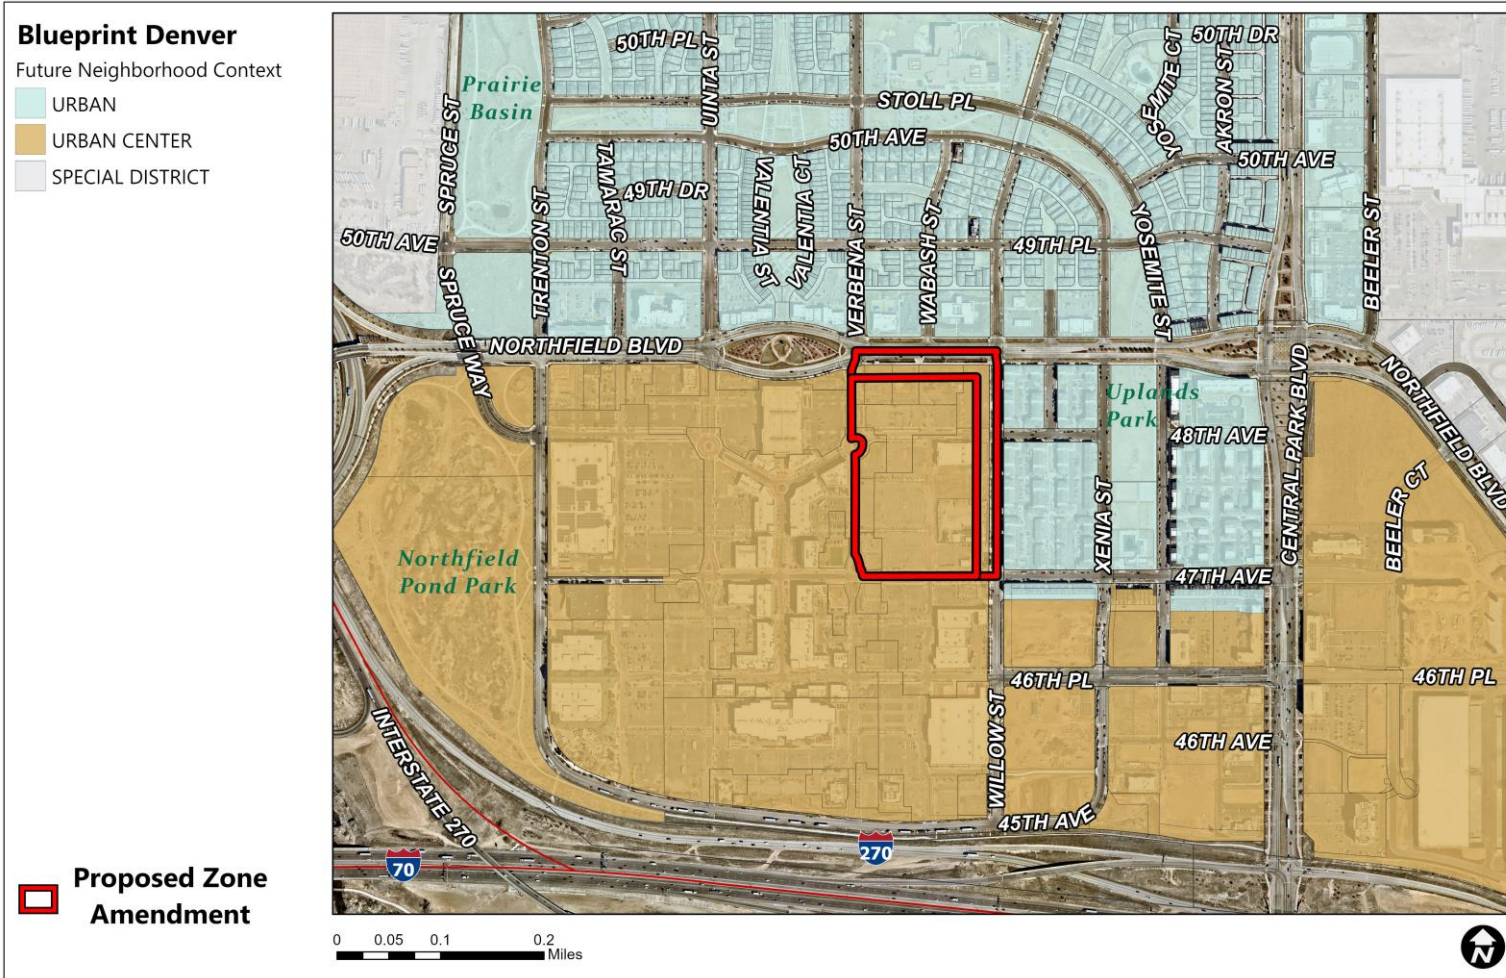 Blueprint Denver
Future Neighborhood Context
URBAN
URBAN CENTER
SPECIAL DISTRICT
Proposed Zone
Amendment
50TH PL
UINTA ST
YOSEMITE CT
50TH DR
AKRON ST
Prairie
Basin
SPRUCE ST
STOLL PL
50TH AVE
50TH AVE
TAMARAC ST
49TH DR
VALENTIA ST
VALENTIA CT
TRENTON ST
VERBENA ST
WABASH ST
YOSEMITE ST
BEELER ST
50TH AVE
49TH PL
SPRUCE WAY
NORTHFIELD BLVD
CENTRAL PARK BLVD
NORTHFIELD BLVD
Uplands
Park
48TH AVE
XENIA ST
BEELER CT
Northfield
Pond Park
47TH AVE
46TH PL
46TH PL
WILLOW ST
46TH AVE
INTERSTATE 270
45TH AVE
270
70
0 0.05 0.1 0.2
Miles
N